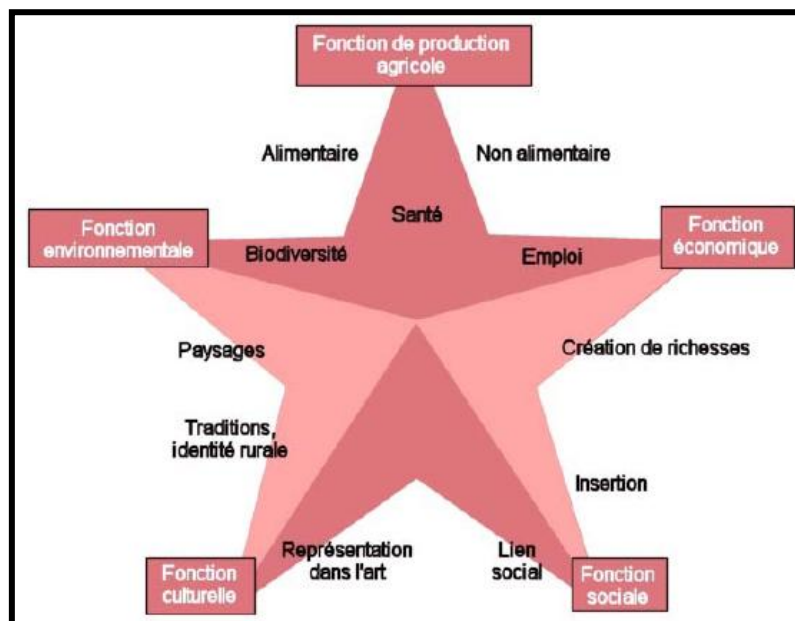 Fonction de production
agricole
Alimentaire
Non alimentaire
Santé
Fonction
environnementale
Fonction
économique
Biodiversité
Emploi
Paysages
Création de richesses
Traditions,
identité rurale
Insertion
Représentation
dans l'art
Lien
social
Fonction
culturelle
Fonction
sociale